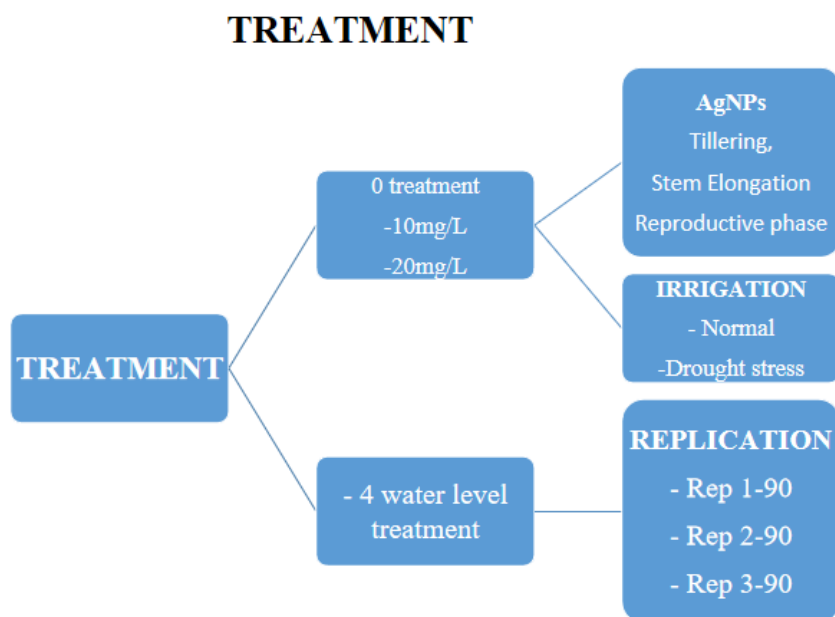 TREATMENT
TREATMENT
0 treatment
-10mg/L
-20mg/L
- 4 water level
treatment
AgNPs
Tillering,
Stem Elongation
Reproductive phase
IRRIGATION
- Normal
-Drought stress
REPLICATION
- Rep 1-90
- Rep 2-90
- Rep 3-90